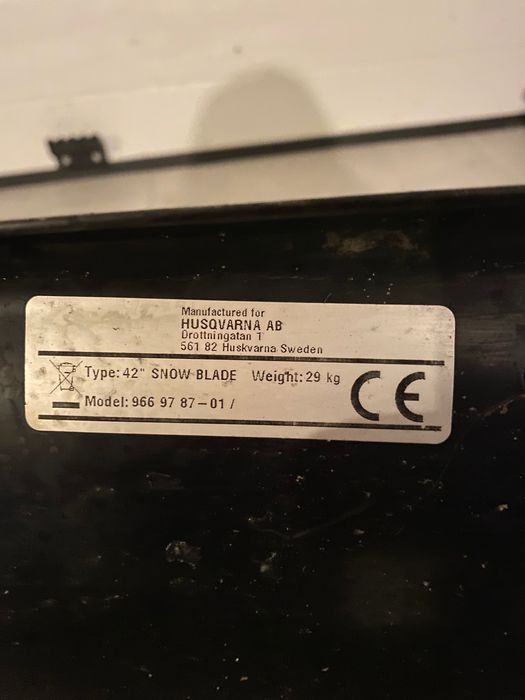 Manufactured for
HUSQVARNA AB
Drottningatan 1
561 82 Huskvarna Sweden
Type: 42" SNOW BLADE Weight: 29 kg
Model: 966 97 87-01 /
CE